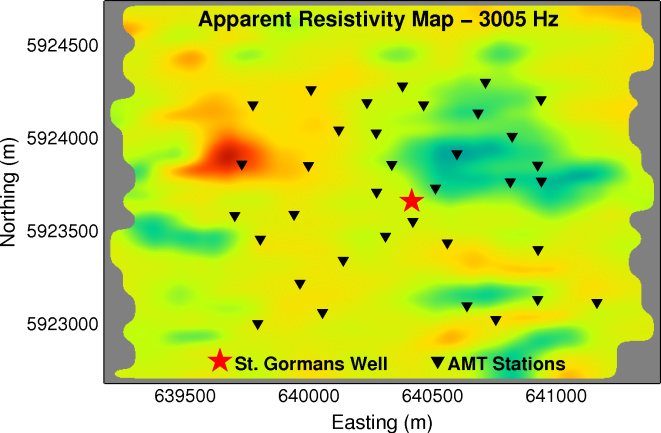 Apparent Resistivity Map – 3005 Hz
5924500
5924000
5923500
5923000
Northing (m)
St. Gormans Well
AMT Stations
639500 640000 640500 641000
Easting (m)